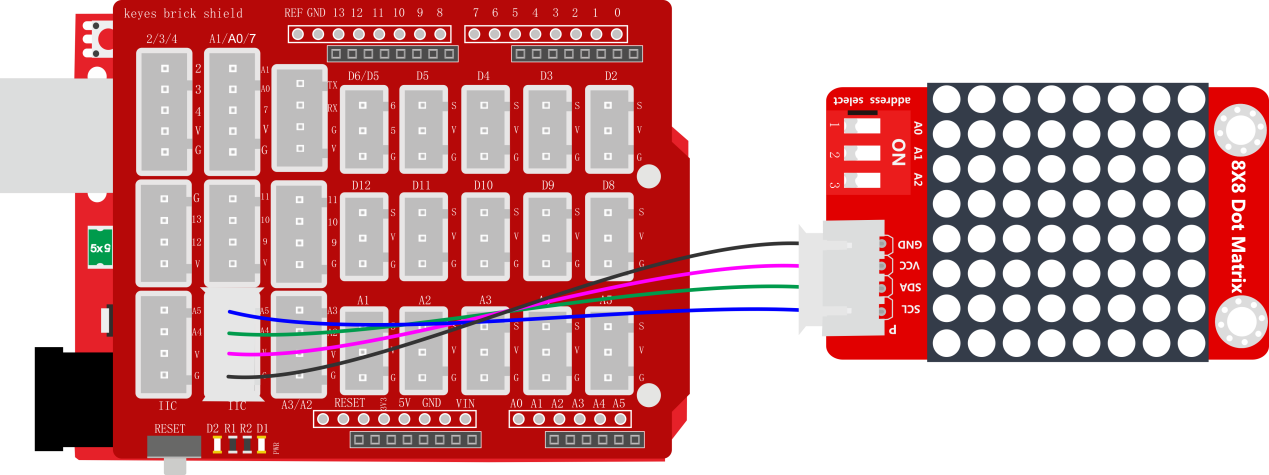 keyes brick shield
REF GND 13 12 11 10 9 8
7 6 5 4 3 2 1 0
2/3/4
A1/A0/7
2
3
4
V
G
A1
A0
7
V
G
TX
RX
G
V
D6/D5
D5
D4
D3
D2
6
5
G
S
V
G
S
V
G
S
V
G
S
V
G
G
13
12
V
11
10
9
V
11
10
9
G
D12
D11
D10
D9
D8
S
V
G
S
V
G
S
V
G
S
V
G
S
V
G
A5
A4
V
G
A5
A4
V
G
A3
A1
A2
A3
A5
V
G
S
V
G
G
G
G
IIC
IIC
A3/A2
RESET 3V3 5V GND VIN
A0 A1 A2 A3 A4 A5
RESET
D2 R1 R2 D1
PWR
5x5
address select
1
2
3
ON
A0
A1
A2
GND
VCC
SDA
SCL
P
8X8 Dot Matrix